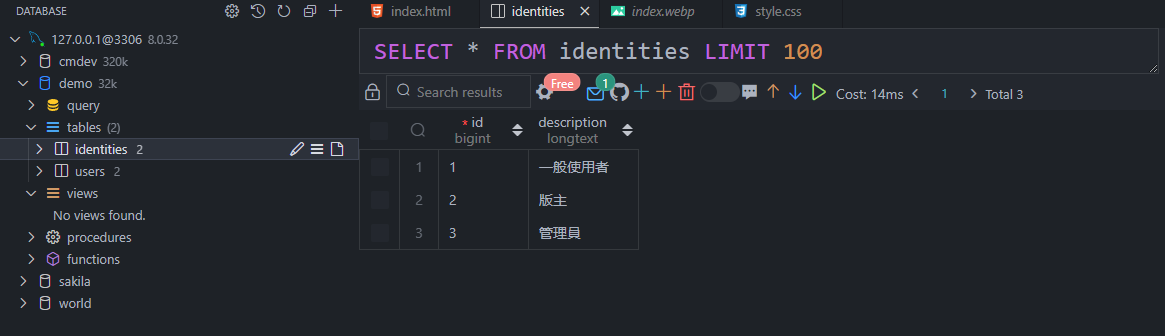 DATABASE
127.0.0.1@3306 8.0.32
cmdev 320k
demo 32k
query
tables (2)
identities 2
users 2
views
No views found.
procedures
functions
sakila
world
index.html
identities
index.webp
style.css
SELECT * FROM identities LIMIT 100
Search results
Free
1
Cost: 14ms
1
Total 3
* id
bigint
description
longtext
1 1 一般使用者
2 2 版主
3 3 管理員